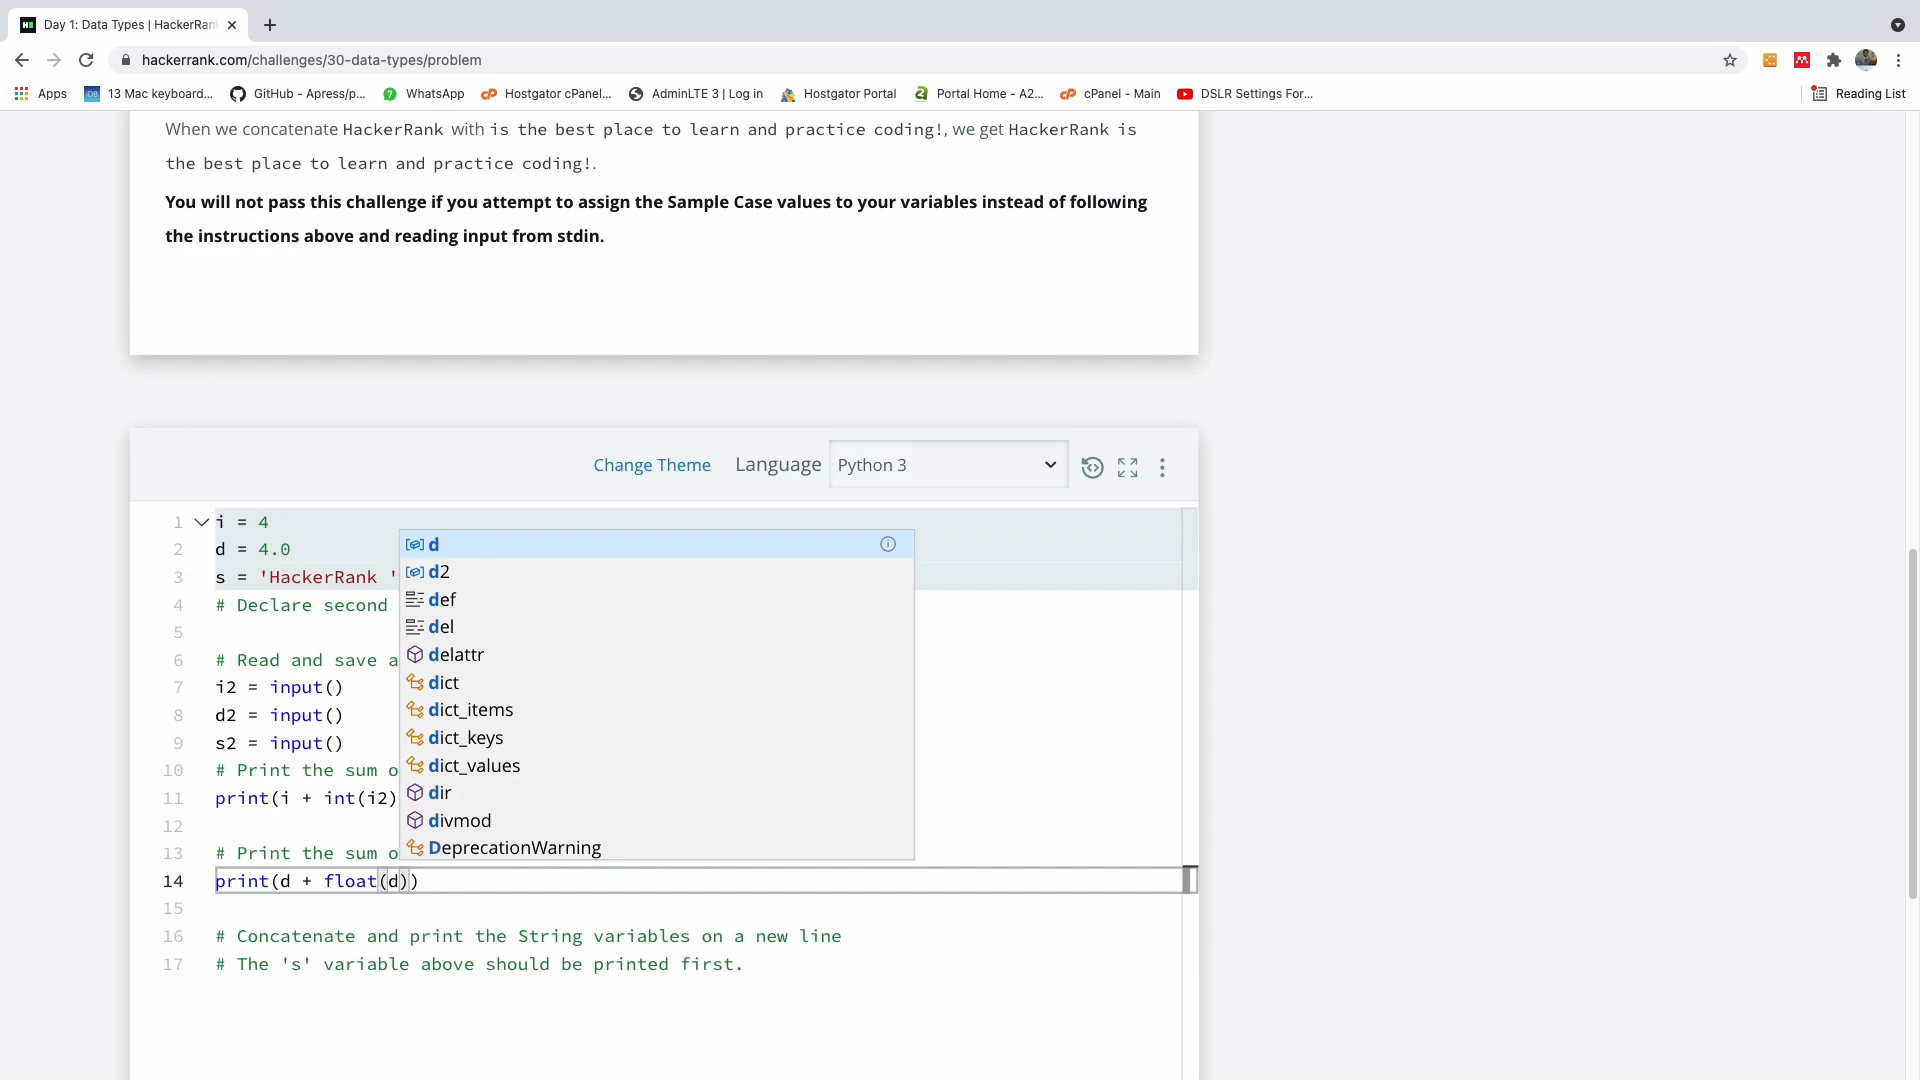 Day 1: Data Types | HackerRan
hackerrank.com/challenges/30-data-types/problem
Apps 13 Mac keyboard... GitHub - Apress/p... WhatsApp Hostgator cPanel... AdminLTE 3 | Log in Hostgator Portal Portal Home - A2... cPanel - Main DSLR Settings For... Reading List
When we concatenate HackerRank with is the best place to learn and practice coding!, we get HackerRank is
the best place to learn and practice coding!.
You will not pass this challenge if you attempt to assign the Sample Case values to your variables instead of following
the instructions above and reading input from stdin.
Change Theme Language Python 3
1 i = 4
2 d = 4.0
3 s = 'HackerRank '
4 # Declare second
5
6 # Read and save a
7 i2 = input()
8 d2 = input()
9 s2 = input()
10 # Print the sum o
11 print(i + int(i2)
12
13 # Print the sum o
14 print(d + float(d))
15
16 # Concatenate and print the String variables on a new line
17 # The 's' variable above should be printed first.
d
d2
def
del
delattr
dict
dict_items
dict_keys
dict_values
dir
divmod
DeprecationWarning